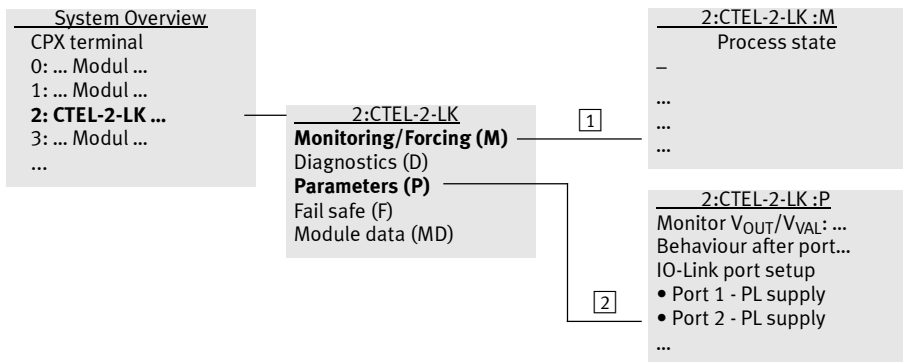 System Overview
CPX terminal
0: ... Modul ...
1: ... Modul ...
2: CTEL-2-LK ...
3: ... Modul ...
...
2:CTEL-2-LK
Monitoring/Forcing (M)
Diagnostics (D)
Parameters (P)
Fail safe (F)
Module data (MD)
1
2:CTEL-2-LK :M
Process state
–
...
...
...
2
2:CTEL-2-LK :P
Monitor VOUT/VVAL: ...
Behaviour after port...
IO-Link port setup
• Port 1 - PL supply
• Port 2 - PL supply
...